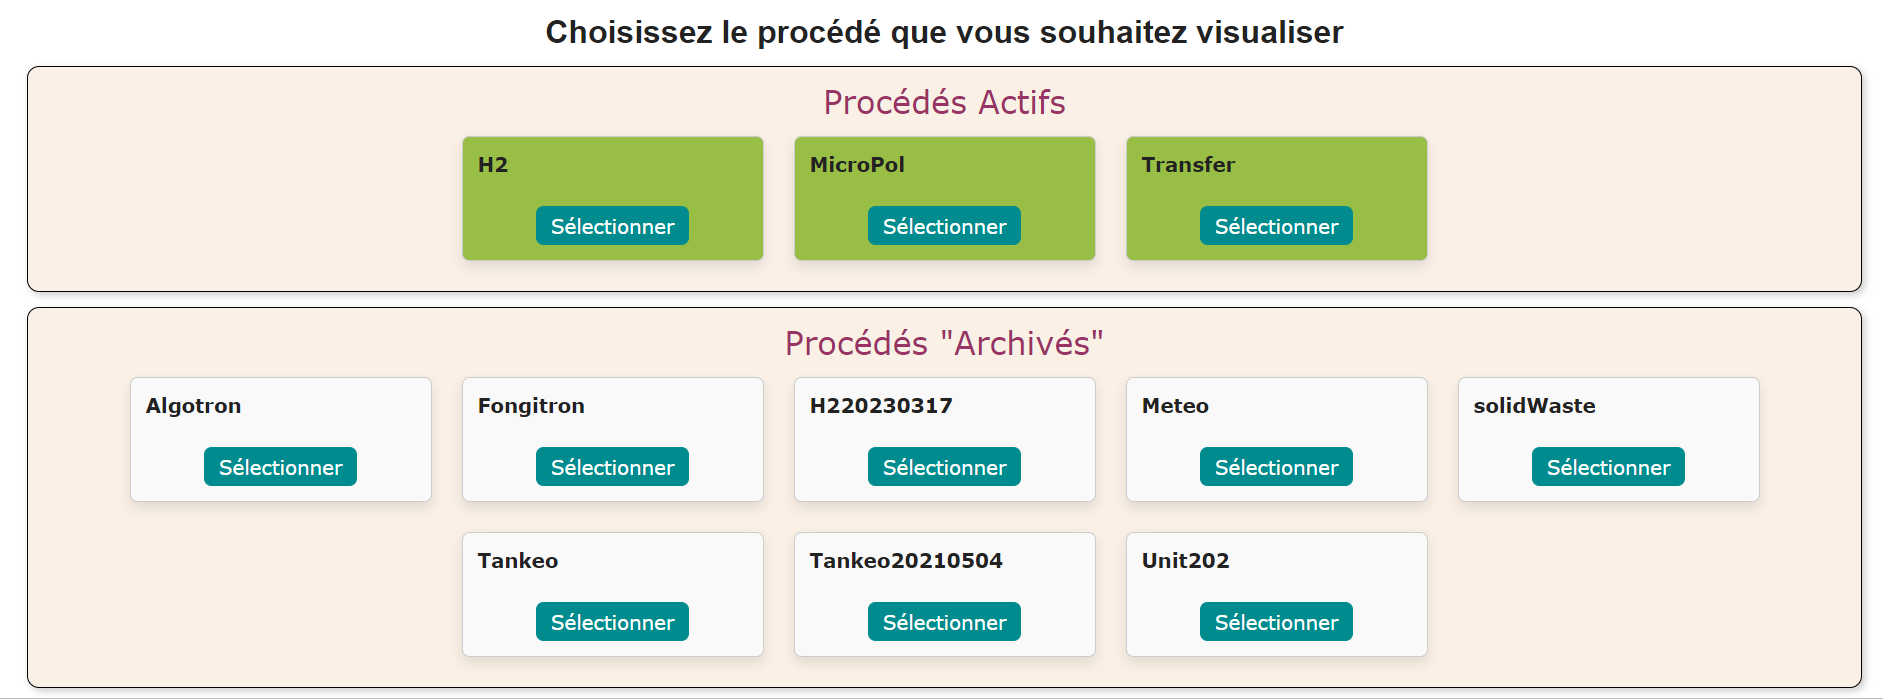 Choisissez le procédé que vous souhaitez visualiser
Procédés Actifs
H2
MicroPol
Transfer
Sélectionner
Sélectionner
Sélectionner
Procédés "Archivés"
Algotron
Fongitron
H220230317
Meteo
solidWaste
Sélectionner
Sélectionner
Sélectionner
Sélectionner
Sélectionner
Tankeo
Tankeo20210504
Unit202
Sélectionner
Sélectionner
Sélectionner